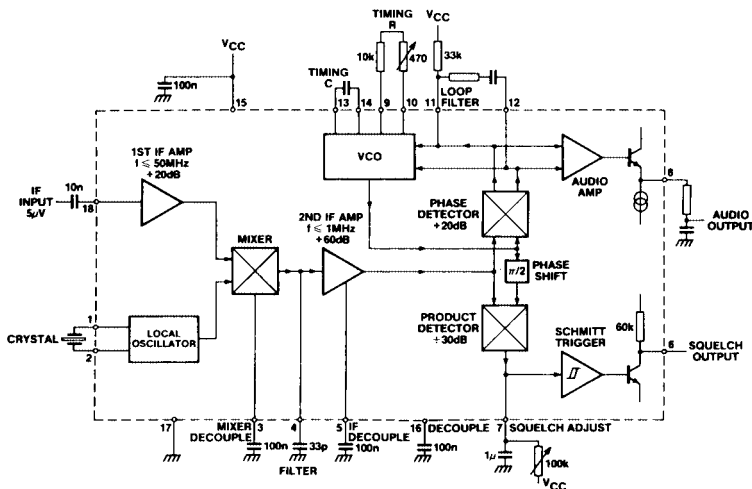 TIMING
R
VCC
VCC
10k
470
33k
TIMING
C
LOOP
FILTER
100n
15
13
14
9
10
11
12
1ST IF AMP
f ≤ 50MHz
+20dB
VCO
AUDIO
AMP
8
IF
INPUT
5μV
10n
18
2ND IF AMP
f ≤ 1MHz
+60dB
PHASE
DETECTOR
+20dB
AUDIO
OUTPUT
MIXER
π/2
PHASE
SHIFT
CRYSTAL
1
2
LOCAL
OSCILLATOR
PRODUCT
DETECTOR
+30dB
SCHMITT
TRIGGER
60k
6
SQUELCH
OUTPUT
17
MIXER
DECOUPLE
3
4
5
IF
DECOUPLE
16
DECOUPLE
7
SQUELCH ADJUST
100n
33p
100n
100n
1μ
100k
FILTER
VCC